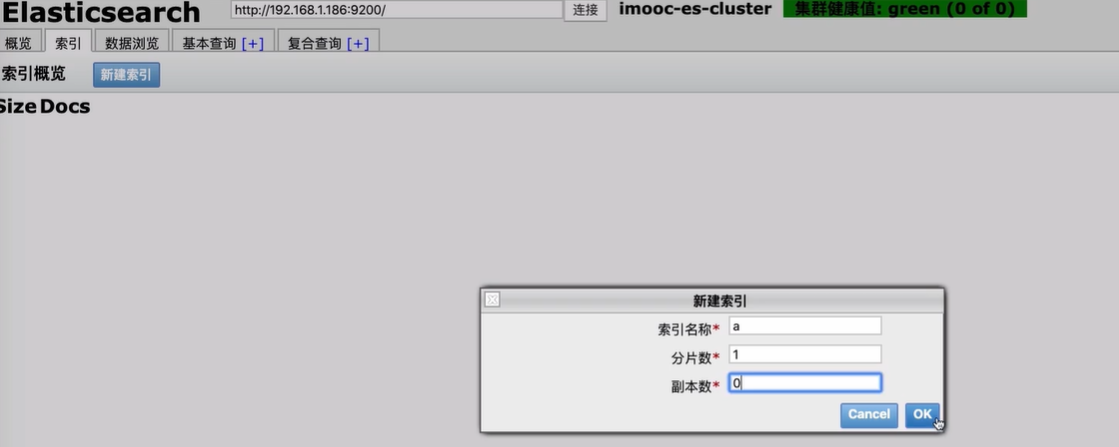 Elasticsearch http://192.168.1.186:9200/ 连接 imooc-es-cluster 集群健康值: green (0 of 0)
概览 索引 数据浏览 基本查询 [+] 复合查询 [+]
索引概览 新建索引
Size Docs
新建索引
索引名称* a
分片数* 1
副本数* 0
Cancel OK